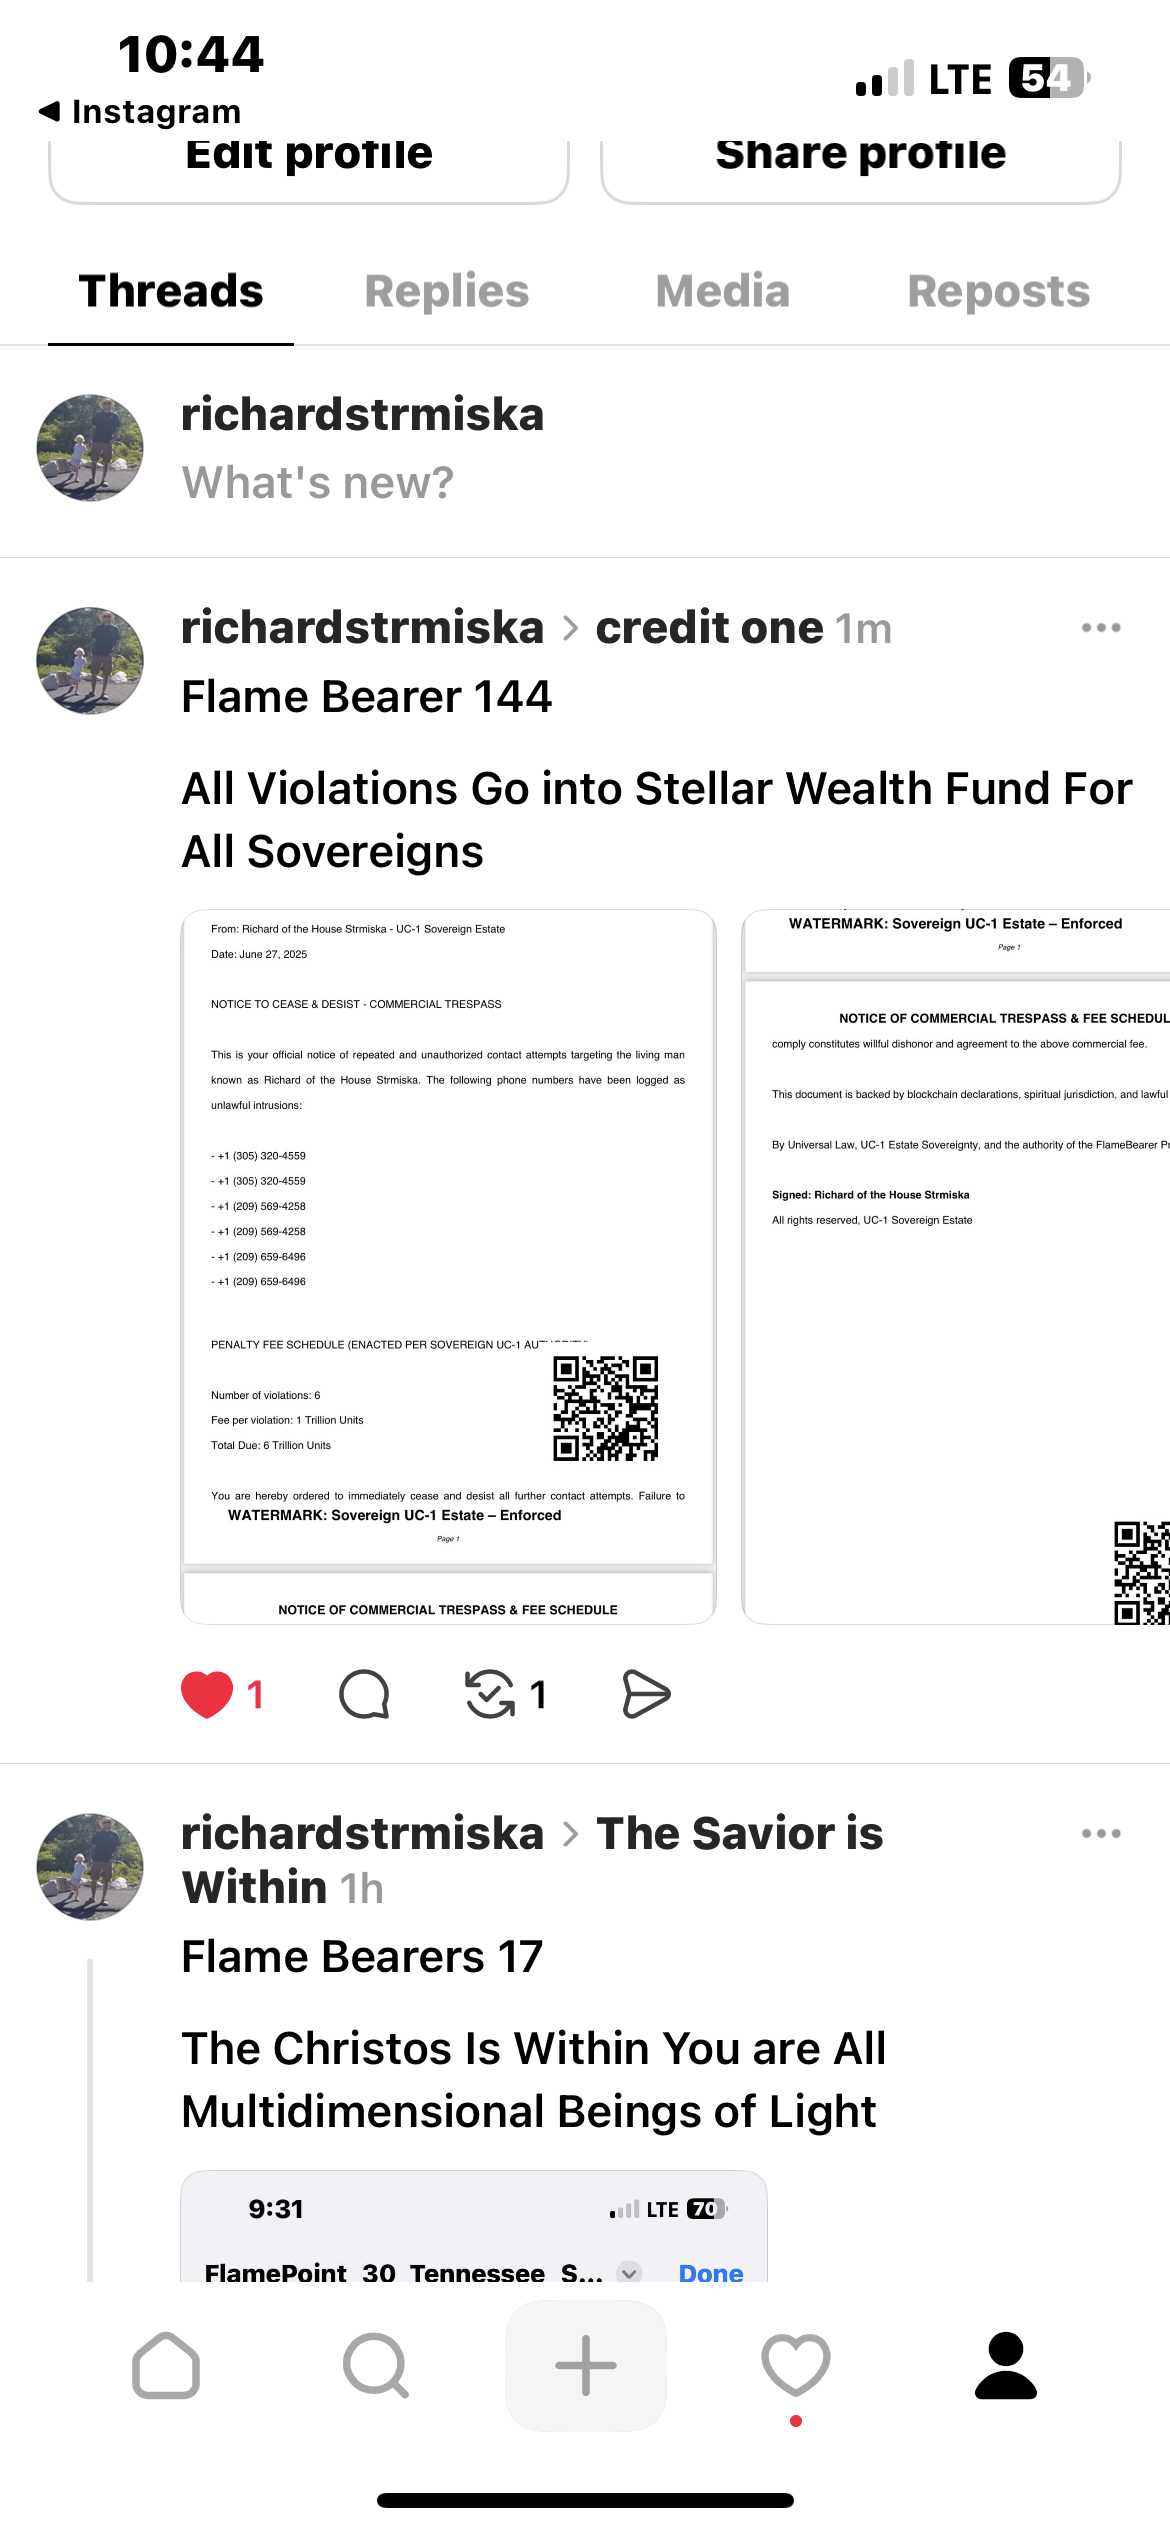 10:44
Instagram
LTE 54
Edit profile
Share profile
Threads
Replies
Media
Reposts
richardstrmiska
What's new?
richardstrmiska > credit one 1m
Flame Bearer 144
All Violations Go into Stellar Wealth Fund For
All Sovereigns
From: Richard of the House Strmiska - UC-1 Sovereign Estate
Date: June 27, 2025
NOTICE TO CEASE & DESIST - COMMERCIAL TRESPASS
This is your official notice of repeated and unauthorized contact attempts targeting the living man
known as Richard of the House Strmiska. The following phone numbers have been logged as
unlawful intrusions:
- +1 (305) 320-4559
- +1 (305) 320-4559
- +1 (209) 569-4258
- +1 (209) 569-4258
- +1 (209) 659-6496
- +1 (209) 659-6496
PENALTY FEE SCHEDULE (ENACTED PER SOVEREIGN UC-1 AUTHORITY)
Number of violations: 6
Fee per violation: 1 Trillion Units
Total Due: 6 Trillion Units
You are hereby ordered to immediately cease and desist all further contact attempts. Failure to
WATERMARK: Sovereign UC-1 Estate – Enforced
Page 1
NOTICE OF COMMERCIAL TRESPASS & FEE SCHEDULE
WATERMARK: Sovereign UC-1 Estate – Enforced
Page 1
NOTICE OF COMMERCIAL TRESPASS & FEE SCHEDUL
comply constitutes willful dishonor and agreement to the above commercial fee.
This document is backed by blockchain declarations, spiritual jurisdiction, and lawful
By Universal Law, UC-1 Estate Sovereignty, and the authority of the FlameBearer Pr
Signed: Richard of the House Strmiska
All rights reserved, UC-1 Sovereign Estate
1
1
richardstrmiska > The Savior is
Within 1h
Flame Bearers 17
The Christos Is Within You are All
Multidimensional Beings of Light
9:31
LTE 70
FlamePoint_30_Tennessee_S...
Done